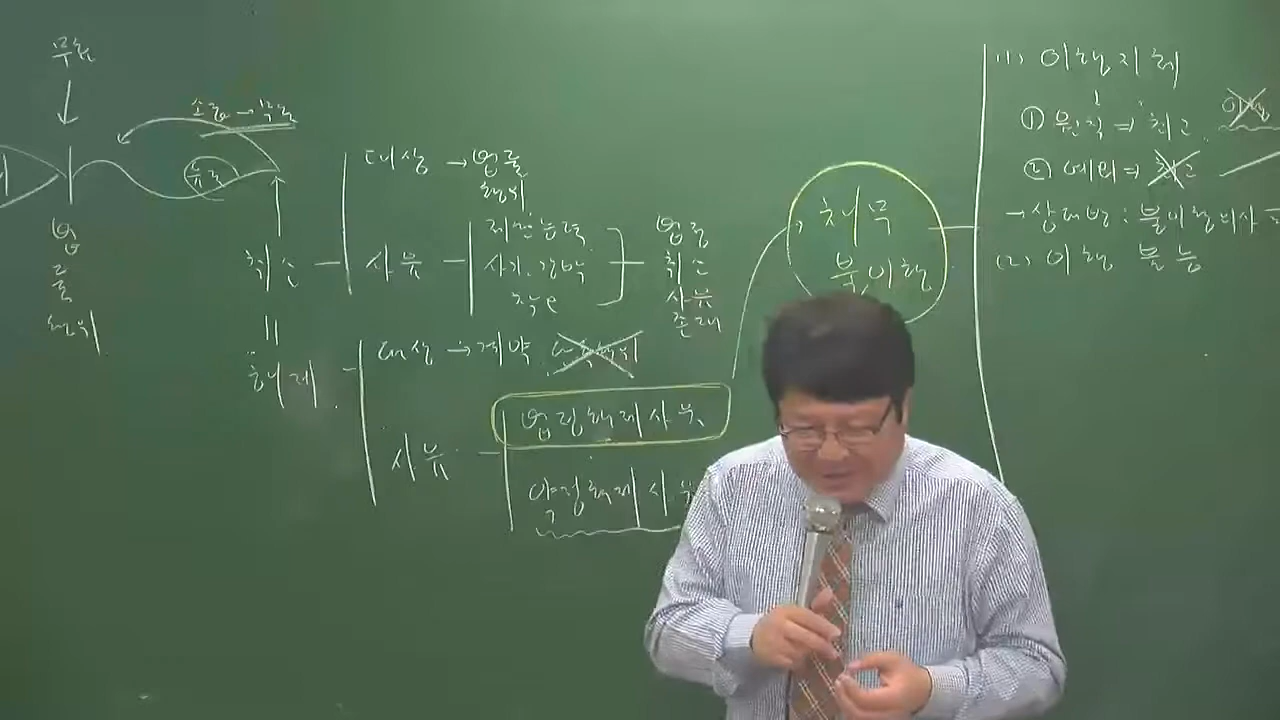 무효
법
률
행위
소급
유효
취소
||
해제
대상 → 법률
행위
사유
제한능력
사기.강박
착오
법정
취소
사유
존재
대상 → 계약
사유
법정해제사유
약정해제사유
채무
불이행
(1) 이행지체
① 원칙 ⇒ 최고
② 예외 ⇒ 최고
→ 상대방 : 불이행의사
(2) 이행 불능